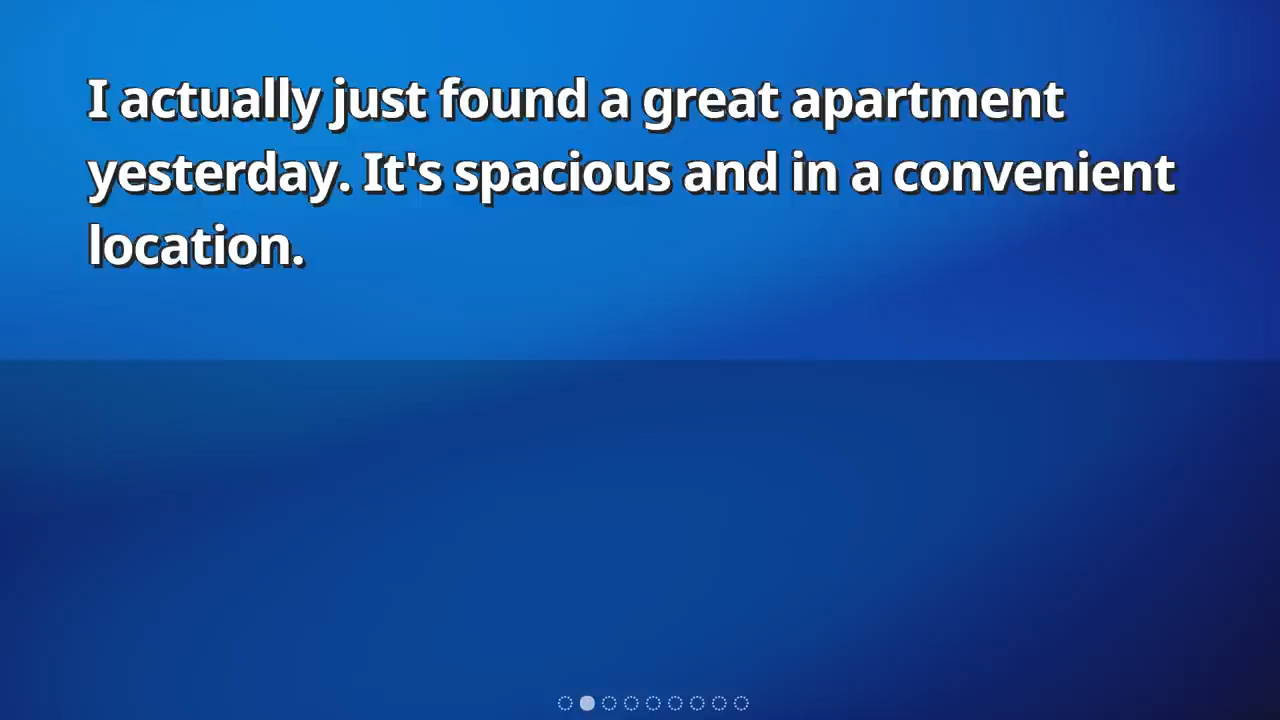 I actually just found a great apartment
yesterday. It's spacious and in a convenient
location.